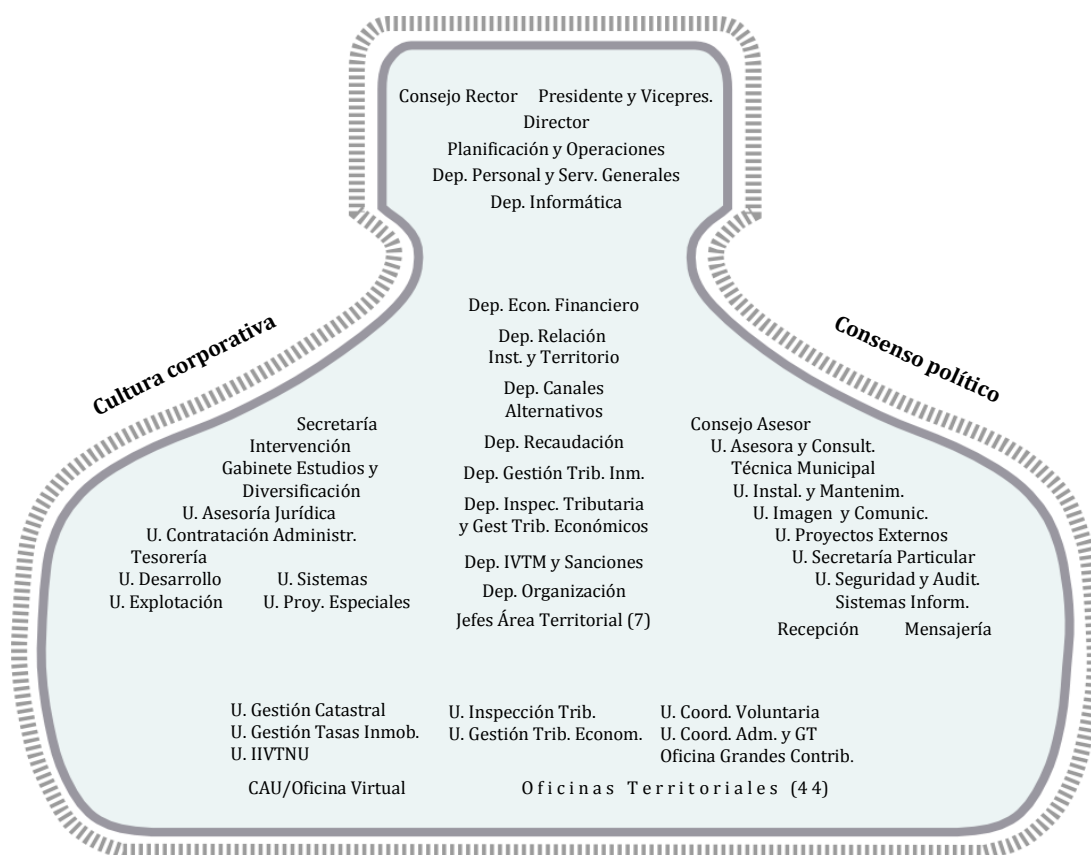 Consejo Rector Presidente y Vicepres.
Director
Planificación y Operaciones
Dep. Personal y Serv. Generales
Dep. Informática
Cultura corporativa
Consenso político
Dep. Econ. Financiero
Dep. Relación
Inst. y Territorio
Dep. Canales
Alternativos
Dep. Recaudación
Dep. Gestión Trib. Inm.
Dep. Inspec. Tributaria
y Gest Trib. Económicos
Dep. IVTM y Sanciones
Dep. Organización
Jefes Área Territorial (7)
Secretaría
Intervención
Gabinete Estudios y
Diversificación
U. Asesoría Jurídica
U. Contratación Administr.
Tesorería
U. Desarrollo U. Sistemas
U. Explotación U. Proy. Especiales
Consejo Asesor
U. Asesora y Consult.
Técnica Municipal
U. Instal. y Mantenim.
U. Imagen y Comunic.
U. Proyectos Externos
U. Secretaría Particular
U. Seguridad y Audit.
Sistemas Inform.
Recepción Mensajería
U. Gestión Catastral
U. Gestión Tasas Inmob.
U. IIVTNU
U. Inspección Trib.
U. Gestión Trib. Econom.
U. Coord. Voluntaria
U. Coord. Adm. y GT
Oficina Grandes Contrib.
CAU/Oficina Virtual
Oficinas Territoriales (44)